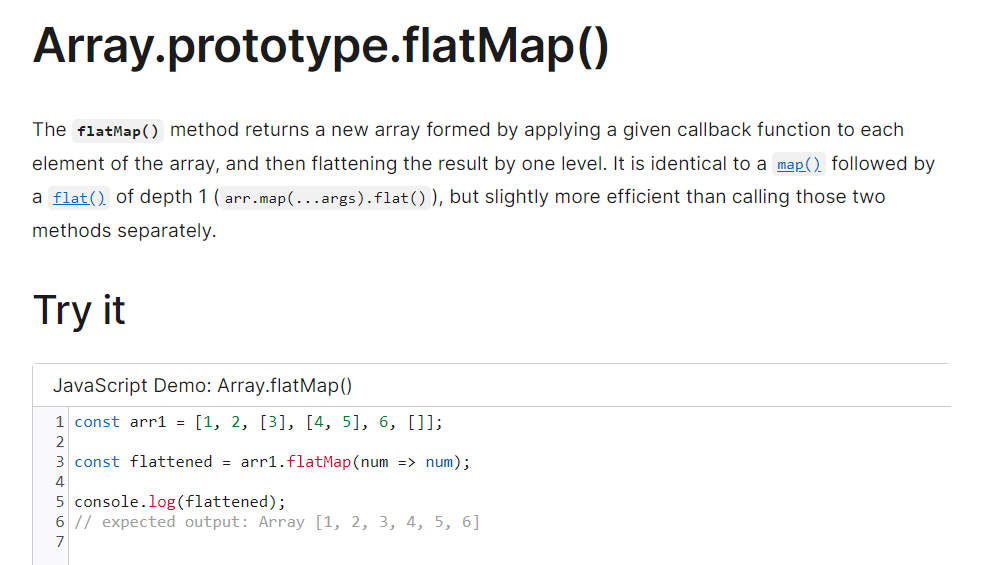 Array.prototype.flatMap()
The flatMap() method returns a new array formed by applying a given callback function to each
element of the array, and then flattening the result by one level. It is identical to a map() followed by
a flat() of depth 1 (arr.map(...args).flat()), but slightly more efficient than calling those two
methods separately.
Try it
JavaScript Demo: Array.flatMap()
1 const arr1 = [1, 2, [3], [4, 5], 6, []];
2
3 const flattened = arr1.flatMap(num => num);
4
5 console.log(flattened);
6 // expected output: Array [1, 2, 3, 4, 5, 6]
7